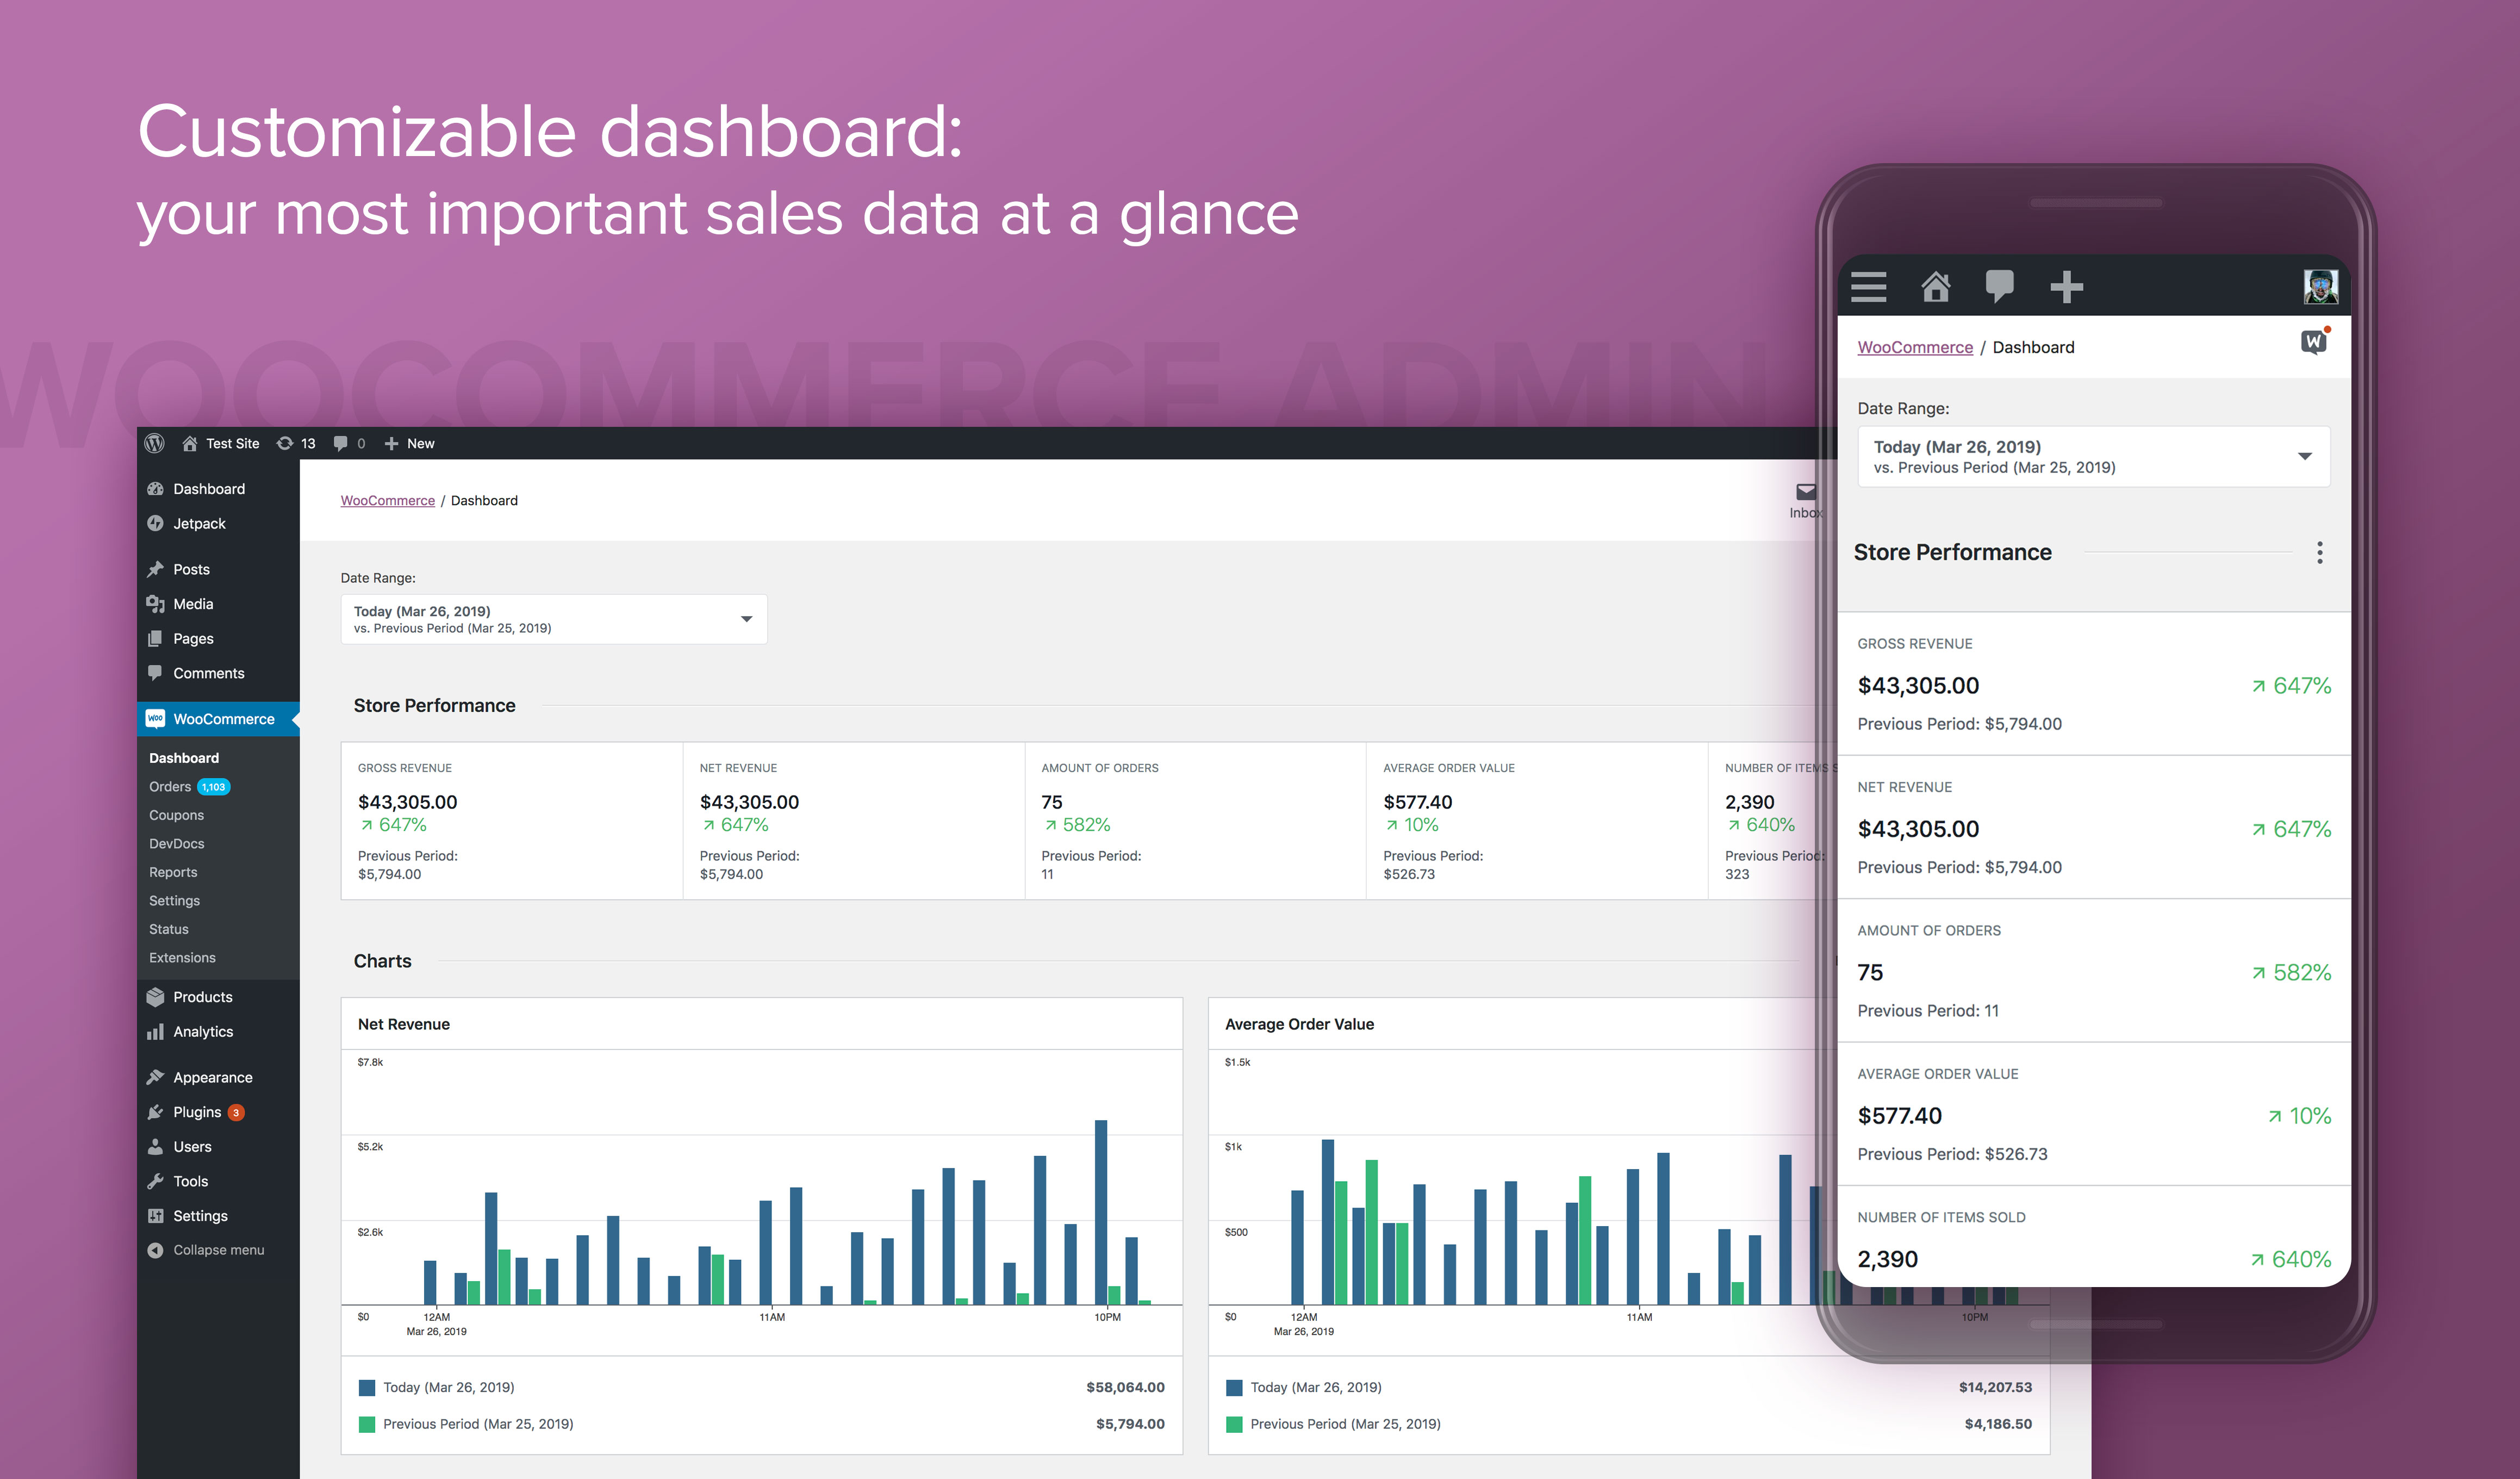 Customizable dashboard:
your most important sales data at a glance
WOOCOMMERCE ADMIN
Test Site 13 0 New
Dashboard
Jetpack
Posts
Media
Pages
Comments
WooCommerce
Dashboard
Orders 1,103
Coupons
DevDocs
Reports
Settings
Status
Extensions
Products
Analytics
Appearance
Plugins 3
Users
Tools
Settings
Collapse menu
WooCommerce / Dashboard
Inbox
Date Range:
Today (Mar 26, 2019)
vs. Previous Period (Mar 25, 2019)
Store Performance
GROSS REVENUE
$43,305.00
647%
Previous Period:
$5,794.00
NET REVENUE
$43,305.00
647%
Previous Period:
$5,794.00
AMOUNT OF ORDERS
75
582%
Previous Period:
11
AVERAGE ORDER VALUE
$577.40
10%
Previous Period:
$526.73
NUMBER OF ITEMS S
2,390
640%
Previous Period:
323
Charts
Net Revenue
$7.8k
$5.2k
$2.6k
$0
12AM 11AM 10PM
Mar 26, 2019
Today (Mar 26, 2019) $58,064.00
Previous Period (Mar 25, 2019) $5,794.00
Average Order Value
$1.5k
$1k
$500
$0
12AM 11AM 10PM
Mar 26, 2019
Today (Mar 26, 2019) $14,207.53
Previous Period (Mar 25, 2019) $4,186.50
WooCommerce / Dashboard
Date Range:
Today (Mar 26, 2019)
vs. Previous Period (Mar 25, 2019)
Store Performance
GROSS REVENUE
$43,305.00 647%
Previous Period: $5,794.00
NET REVENUE
$43,305.00 647%
Previous Period: $5,794.00
AMOUNT OF ORDERS
75 582%
Previous Period: 11
AVERAGE ORDER VALUE
$577.40 10%
Previous Period: $526.73
NUMBER OF ITEMS SOLD
2,390 640%